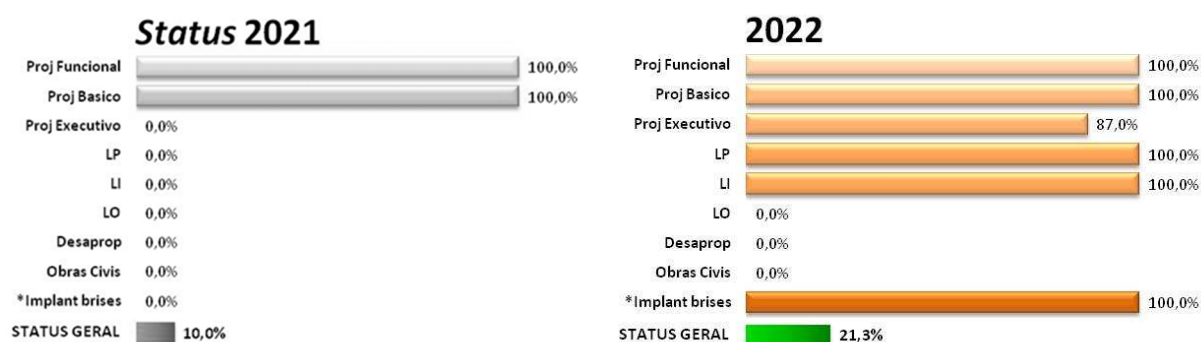 Status 2021
Proj Funcional 100,0%
Proj Basico 100,0%
Proj Executivo 0,0%
LP 0,0%
LI 0,0%
LO 0,0%
Desaprop 0,0%
Obras Civis 0,0%
*Implant brises 0,0%
STATUS GERAL 10,0%
2022
Proj Funcional 100,0%
Proj Basico 100,0%
Proj Executivo 87,0%
LP 100,0%
LI 100,0%
LO 0,0%
Desaprop 0,0%
Obras Civis 0,0%
*Implant brises 100,0%
STATUS GERAL 21,3%